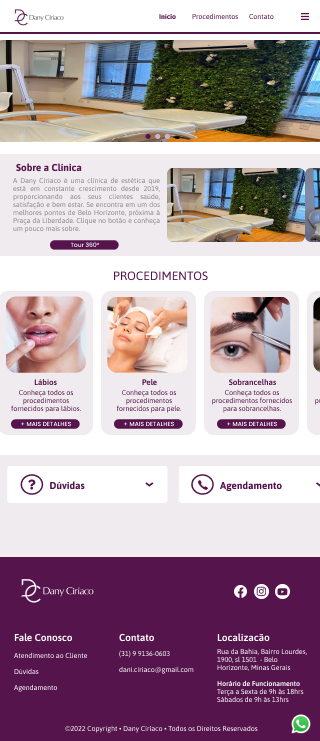 Dany Ciríaco
Início Procedimentos Contato
Sobre a Clínica
A Dany Ciríaco é uma clínica de estética que
está em constante crescimento desde 2019,
proporcionando aos seus clientes saúde,
satisfação e bem estar. Se encontra em um dos
melhores pontos de Belo Horizonte, próxima à
Praça da Liberdade. Clique no botão e conheça
um pouco mais sobre.
Tour 360º
PROCEDIMENTOS
Lábios
Conheça todos os
procedimentos
fornecidos para lábios.
+ MAIS DETALHES
Pele
Conheça todos os
procedimentos
fornecidos para pele.
+ MAIS DETALHES
Sobrancelhas
Conheça todos os
procedimentos fornecidos
para sobrancelhas.
+ MAIS DETALHES
Dúvidas
Agendamento
Dany Ciríaco
Fale Conosco
Atendimento ao Cliente
Dúvidas
Agendamento
Contato
(31) 9 9136-0603
dani.ciriaco@gmail.com
Localização
Rua da Bahia, Bairro Lourdes,
1900, sl 1501 - Belo
Horizonte, Minas Gerais
Horário de Funcionamento
Terça a Sexta de 9h às 18hrs
Sábados de 9h às 13hrs
©2022 Copyright • Dany Ciríaco • Todos os Direitos Reservados